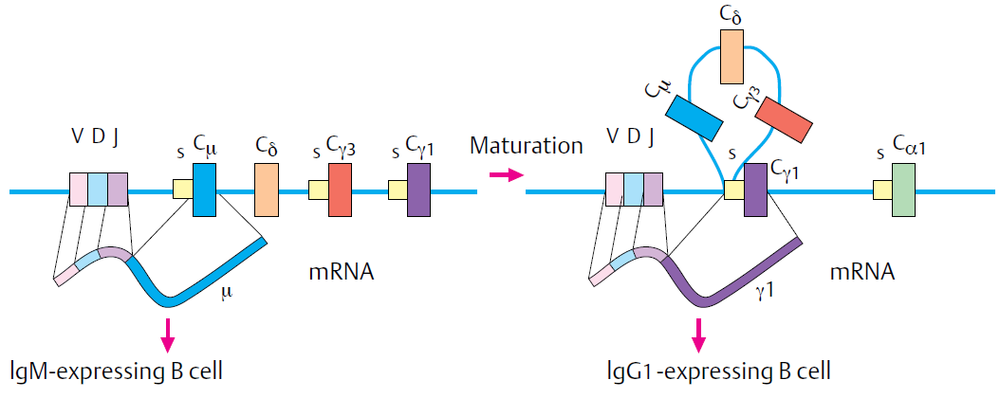 V D J
s Cμ
Cδ
s Cγ3
s Cγ1
μ
mRNA
IgM-expressing B cell
Maturation
Cμ
Cδ
Cγ3
V D J
s
Cγ1
s Cα1
γ1
mRNA
IgG1-expressing B cell